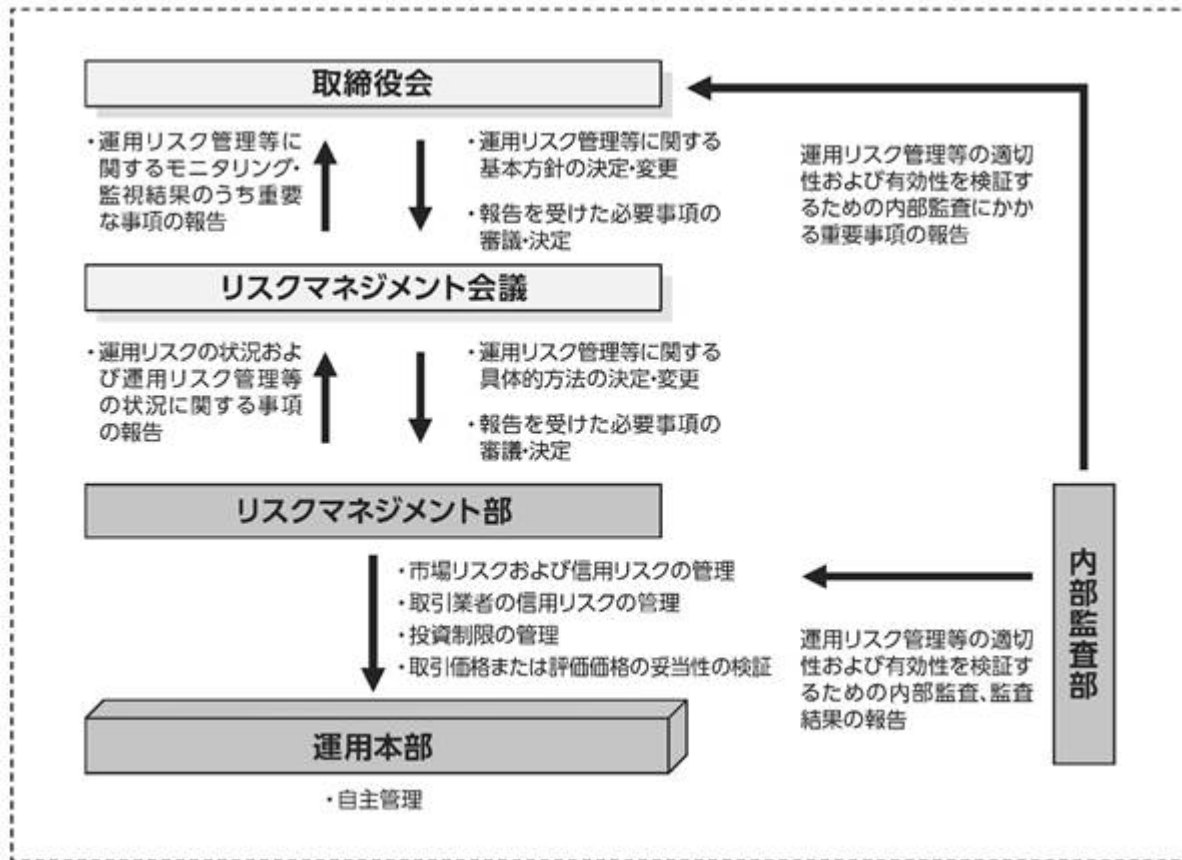 取締役会
・運用リスク管理等に
関するモニタリング・
監視結果のうち重要
な事項の報告
・運用リスク管理等に関する
基本方針の決定・変更
・報告を受けた必要事項の
審議・決定
運用リスク管理等の適切
性および有効性を検証す
るための内部監査にかか
る重要事項の報告
リスクマネジメント会議
・運用リスクの状況およ
び運用リスク管理等
の状況に関する事項
の報告
・運用リスク管理等に関する
具体的方法の決定・変更
・報告を受けた必要事項の
審議・決定
リスクマネジメント部
・市場リスクおよび信用リスクの管理
・取引業者の信用リスクの管理
・投資制限の管理
・取引価格または評価価格の妥当性の検証
運用リスク管理等の適切
性および有効性を検証す
るための内部監査、監査
結果の報告
内部監査部
運用本部
・自主管理